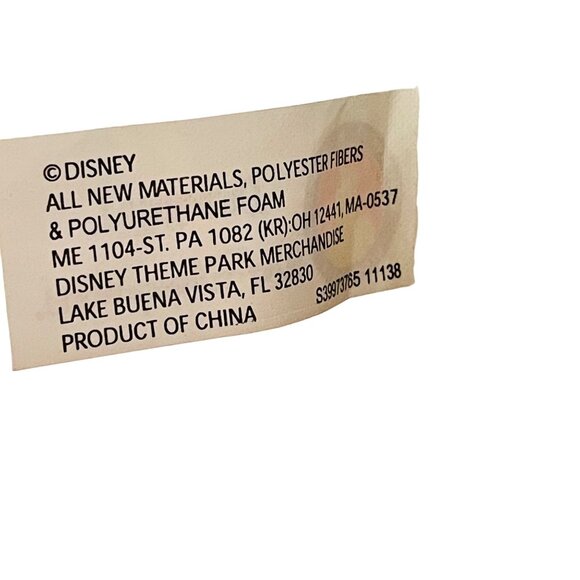 © DISNEY
ALL NEW MATERIALS, POLYESTER FIBERS
& POLYURETHANE FOAM
ME 1104-ST. PA 1082 (KR):OH 12441, MA-0537
DISNEY THEME PARK MERCHANDISE
LAKE BUENA VISTA, FL 32830
PRODUCT OF CHINA
S39973765 11138